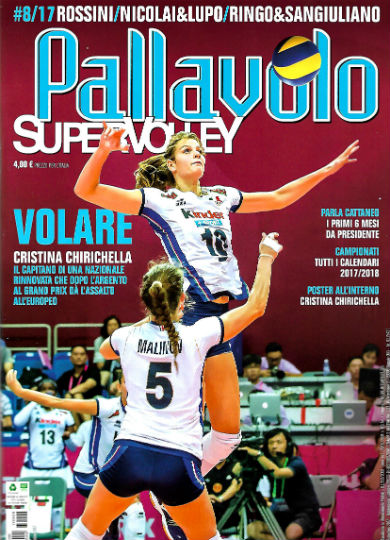 #8/17 ROSSINI/NICOLAI&LUPO/RINGO&SANGIULIANO
Pallavolo
SUPERVOLLEY
4,00 €
VOLARE
CRISTINA CHIRICHELLA
IL CAPITANO DI UNA NAZIONALE
RINNOVATA CHE DOPO L'ARGENTO
AL GRAND PRIX DÀ L'ASSALTO
ALL'EUROPEO
PARLA CATTANEO
I PRIMI 6 MESI
DA PRESIDENTE
CAMPIONATI
TUTTI I CALENDARI
2017/2018
POSTER ALL'INTERNO
CRISTINA CHIRICHELLA
Kinder
10
MALINOV
5
13